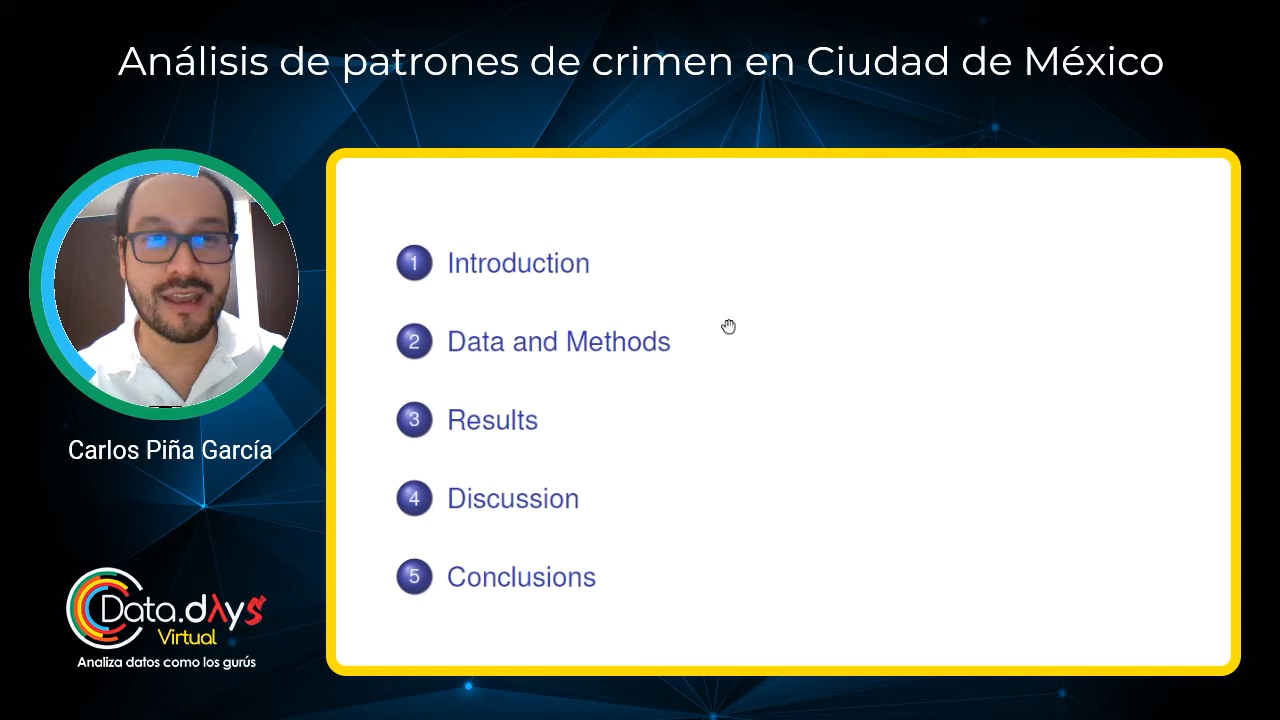 Análisis de patrones de crimen en Ciudad de México
Carlos Piña García
Data.dλys
Virtual
Analiza datos como los gurús
1 Introduction
2 Data and Methods
3 Results
4 Discussion
5 Conclusions